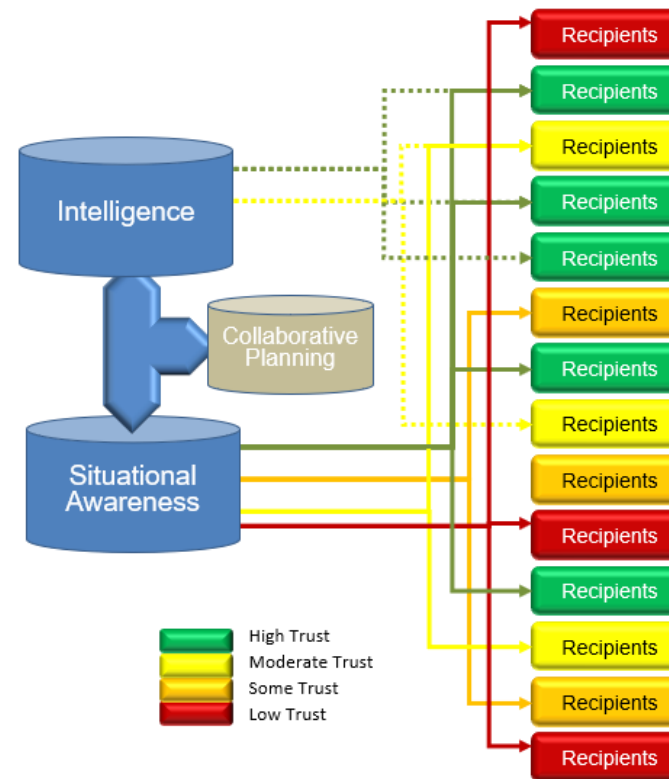 Recipients
Recipients
Recipients
Intelligence
Recipients
Recipients
Recipients
Collaborative
Planning
Recipients
Recipients
Situational
Awareness
Recipients
Recipients
Recipients
High Trust
Recipients
Moderate Trust
Some Trust
Recipients
Low Trust
Recipients